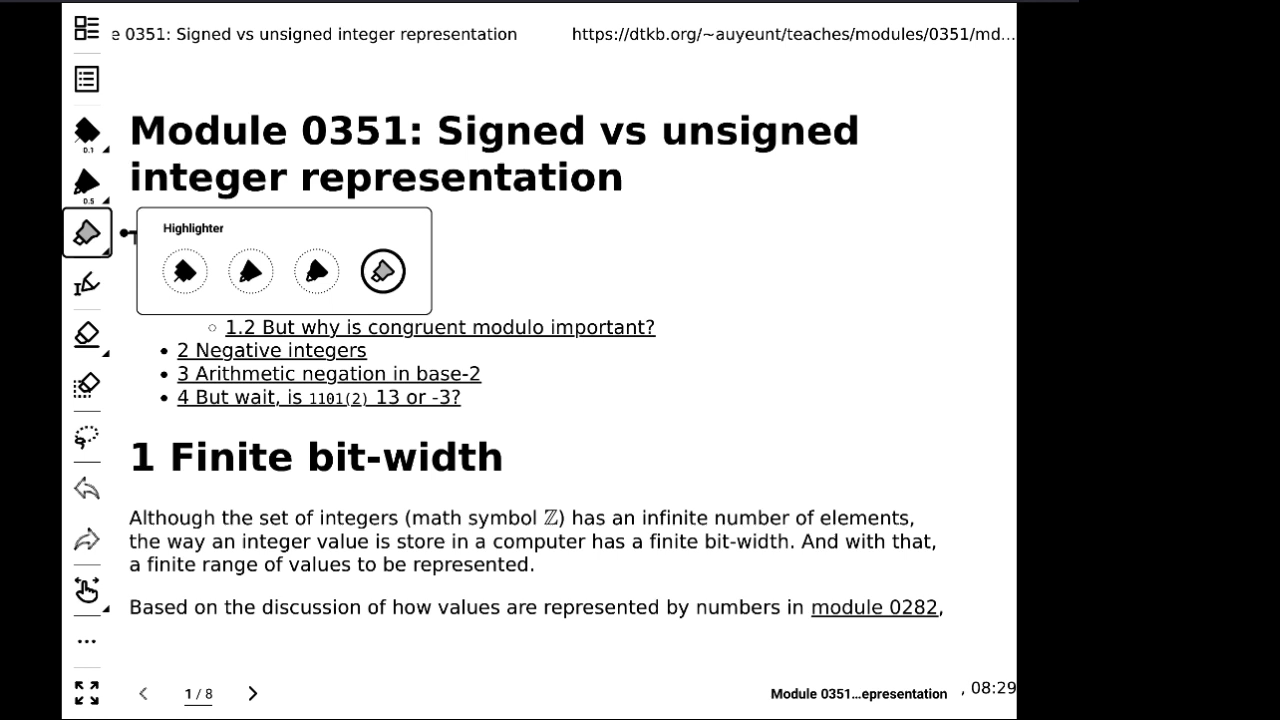 e 0351: Signed vs unsigned integer representation
https://dtkb.org/~auyeunt/teaches/modules/0351/md...
Module 0351: Signed vs unsigned
integer representation
0.1
0.5
Highlighter
1.2 But why is congruent modulo important?
2 Negative integers
3 Arithmetic negation in base-2
4 But wait, is 1101(2) 13 or -3?
1 Finite bit-width
Although the set of integers (math symbol ℤ) has an infinite number of elements,
the way an integer value is store in a computer has a finite bit-width. And with that,
a finite range of values to be represented.
Based on the discussion of how values are represented by numbers in module 0282,
1 / 8
Module 0351...epresentation
, 08:29